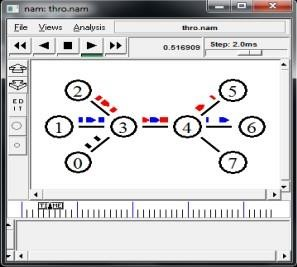 nam: thro.nam
File Views Analysis thro.nam
0.516909 Step: 2.0ms
2 5
E D
I T
1 3 4 6
0 7
TIME